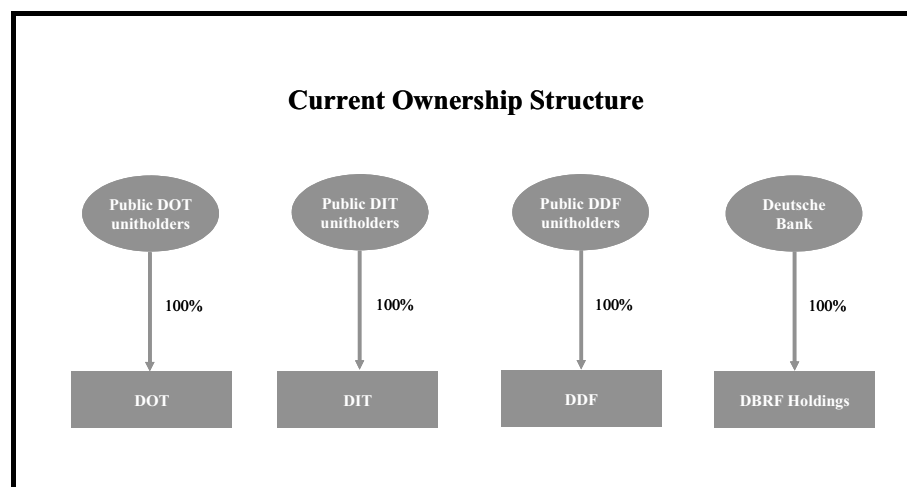 Current Ownership Structure
Public DOT
unitholders
Public DIT
unitholders
Public DDF
unitholders
Deutsche
Bank
100%
100%
100%
100%
DOT
DIT
DDF
DBRF Holdings